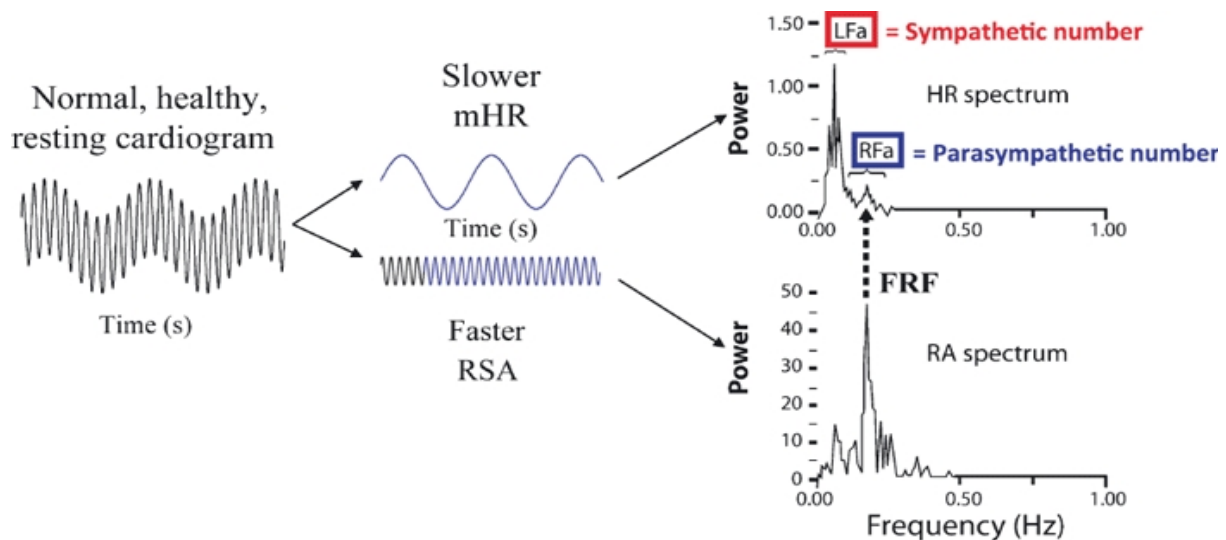 Normal, healthy,
resting cardiogram
Time (s)
Slower
mHR
Time (s)
Faster
RSA
Power
1.50
1.00
0.50
0.00
LFa = Sympathetic number
HR spectrum
RFa = Parasympathetic number
0.00 0.50 1.00
FRF
Power
50
40
30
20
10
0
RA spectrum
0.00 0.50 1.00
Frequency (Hz)